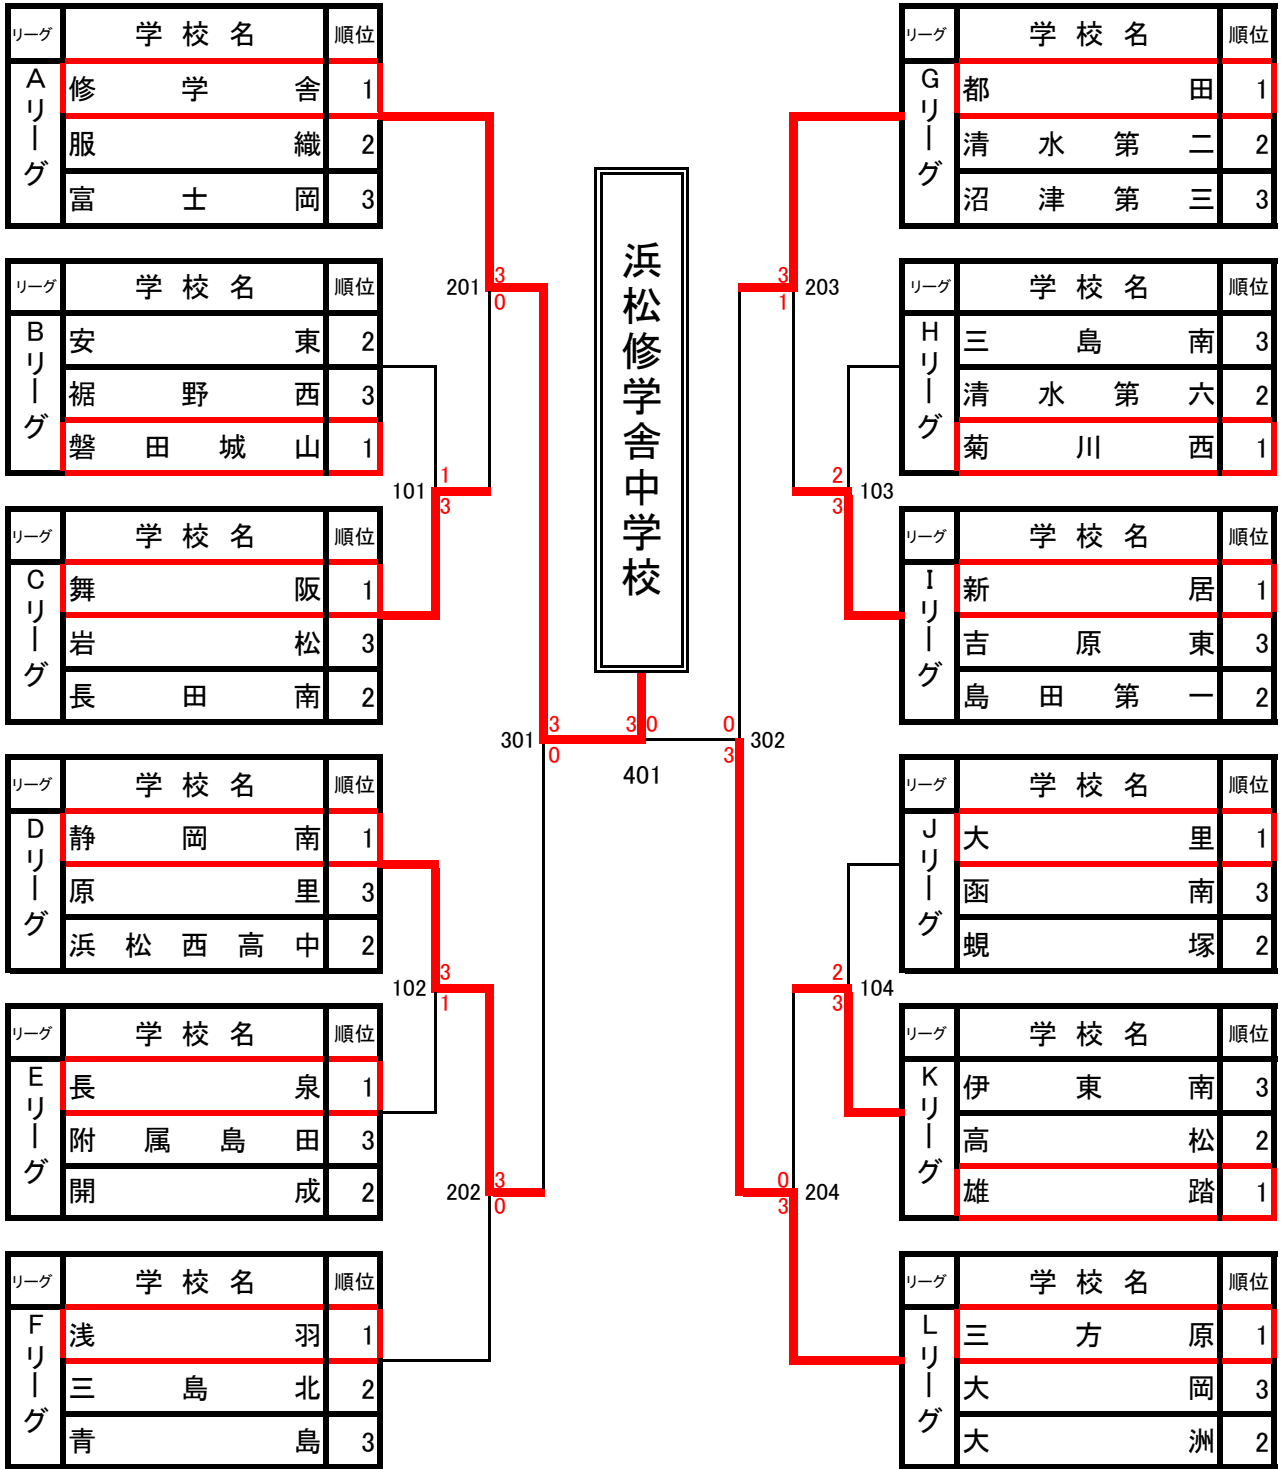 リーグ 学校名 順位
Aリーグ 修学舎 1
服織 2
富士岡 3
リーグ 学校名 順位
Bリーグ 安東 2
裾野西 3
磐田城山 1
リーグ 学校名 順位
Cリーグ 舞阪 1
岩松 3
長田南 2
リーグ 学校名 順位
Dリーグ 静岡南 1
原里 3
浜松西高中 2
リーグ 学校名 順位
Eリーグ 長泉 1
附属島田 3
開成 2
リーグ 学校名 順位
Fリーグ 浅羽 1
三島北 2
青島 3
201 3 0
101 1 3
301 3 0
102 3 1
202 3 0
浜松修学舎中学校
3 0
401
3 1 203
2 3 103
0 3 302
2 3 104
0 3 204
リーグ 学校名 順位
Gリーグ 都田 1
清水第二 2
沼津第三 3
リーグ 学校名 順位
Hリーグ 三島南 3
清水第六 2
菊川西 1
リーグ 学校名 順位
Iリーグ 新居 1
吉原東 3
島田第一 2
リーグ 学校名 順位
Jリーグ 大里 1
函南 3
蜆塚 2
リーグ 学校名 順位
Kリーグ 伊東南 3
高松 2
雄踏 1
リーグ 学校名 順位
Lリーグ 三方原 1
大岡 3
大洲 2